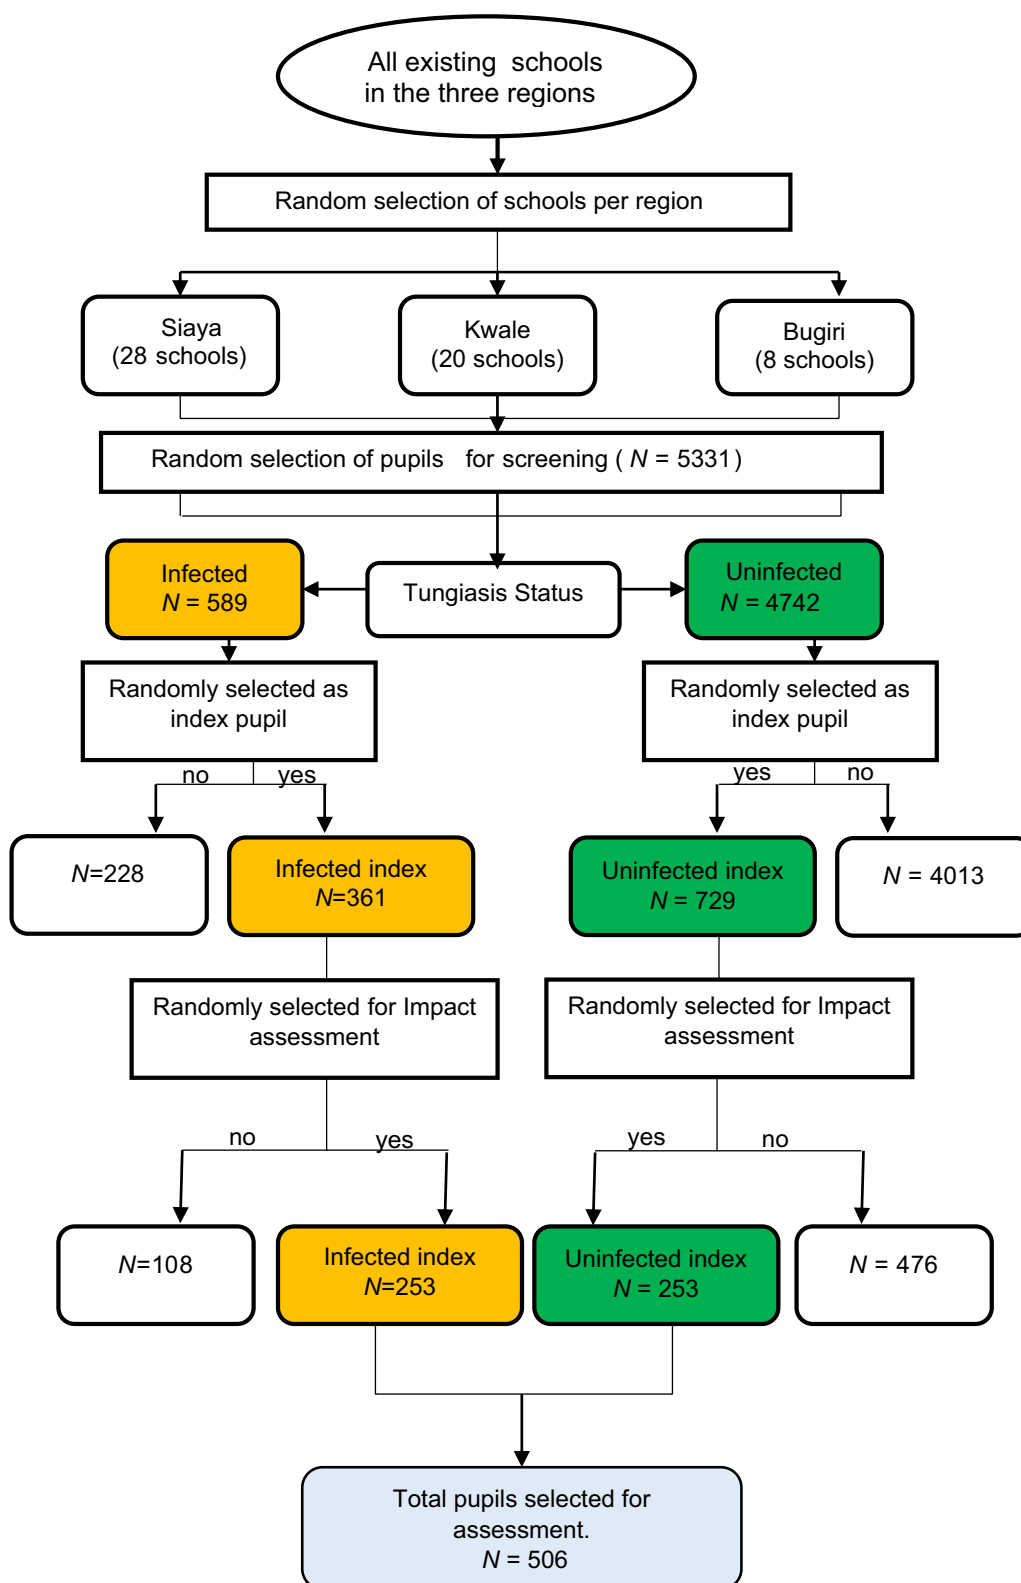 All existing schools
in the three regions
Random selection of schools per region
Siaya
(28 schools)
Kwale
(20 schools)
Bugiri
(8 schools)
Random selection of pupils for screening ( N = 5331)
Infected
N = 589
Tungiasis Status
Uninfected
N = 4742
Randomly selected as
index pupil
Randomly selected as
index pupil
no
yes
yes
no
N=228
Infected index
N=361
Uninfected index
N = 729
N = 4013
Randomly selected for Impact
assessment
Randomly selected for Impact
assessment.
no
yes
yes
no
N=108
Infected index
N=253
Uninfected index
N = 253
N = 476
Total pupils selected for
assessment.
N = 506